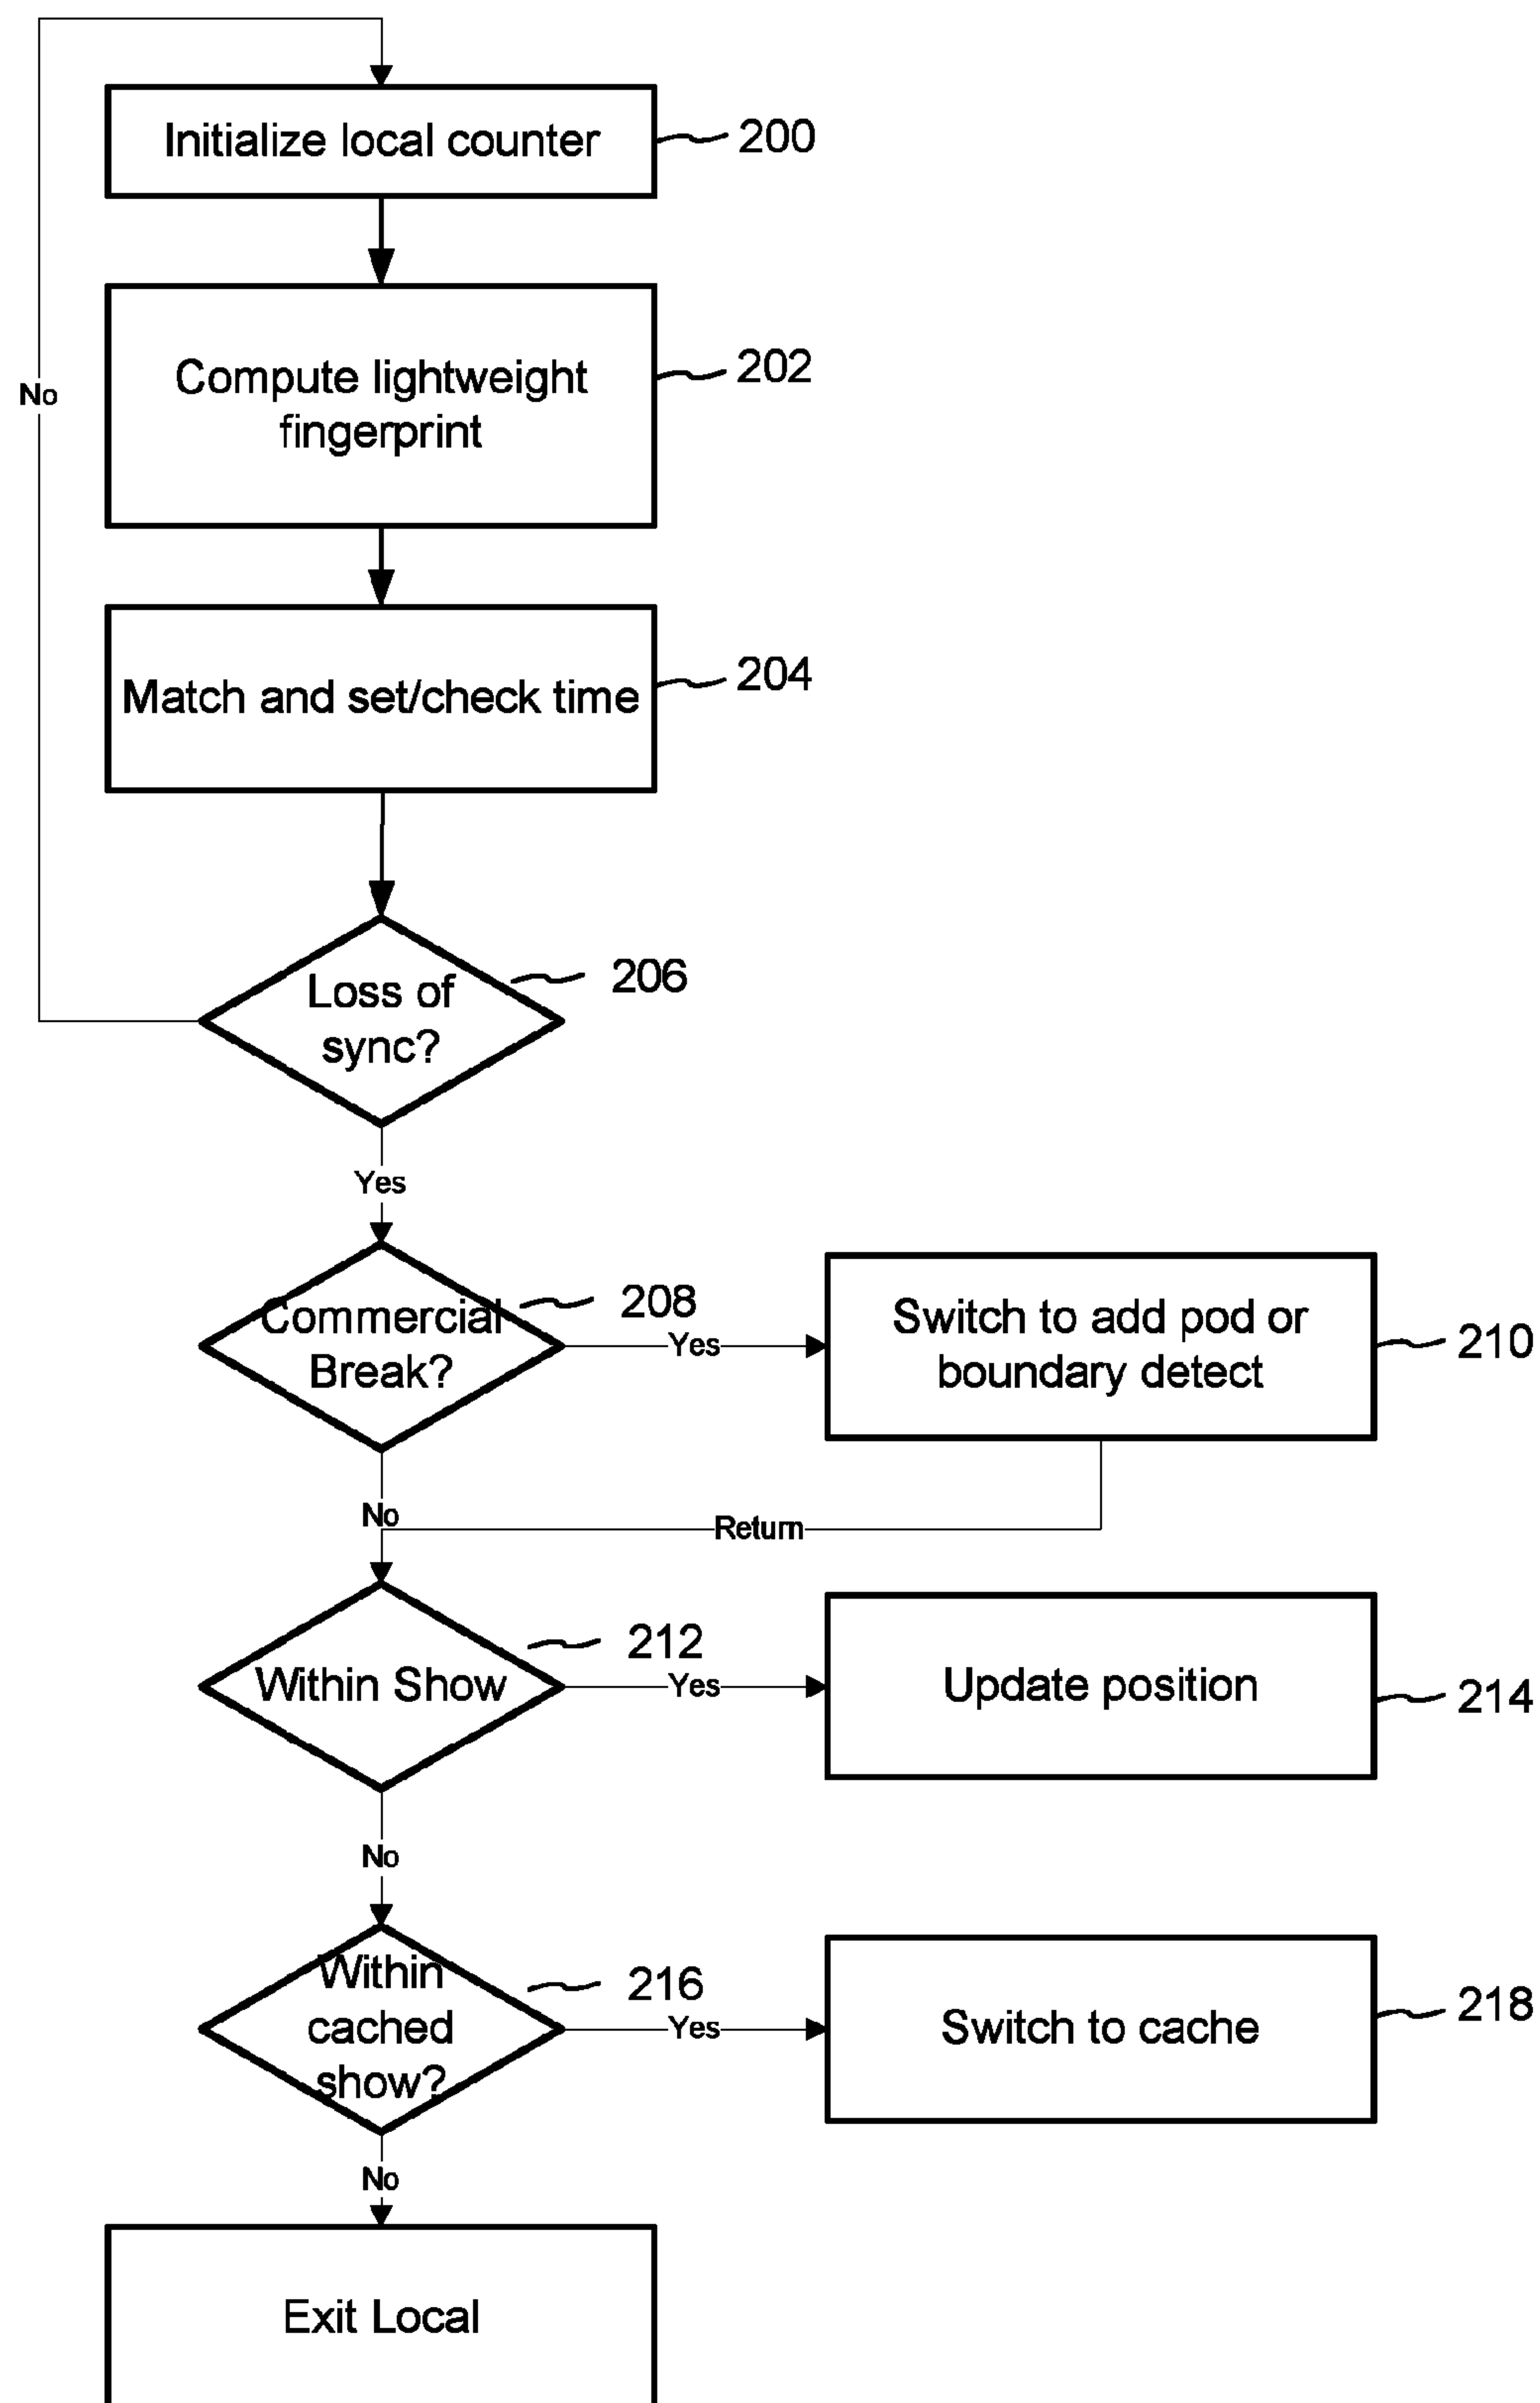 Initialize local counter
200
Compute lightweight
fingerprint
202
No
Match and set/check time
204
Loss of
sync?
206
Yes
Commercial
Break?
208
Yes
Switch to add pod or
boundary detect
210
No
Return
Within Show
212
Yes
Update position
214
No
Within
cached
show?
216
Yes
Switch to cache
218
No
Exit Local